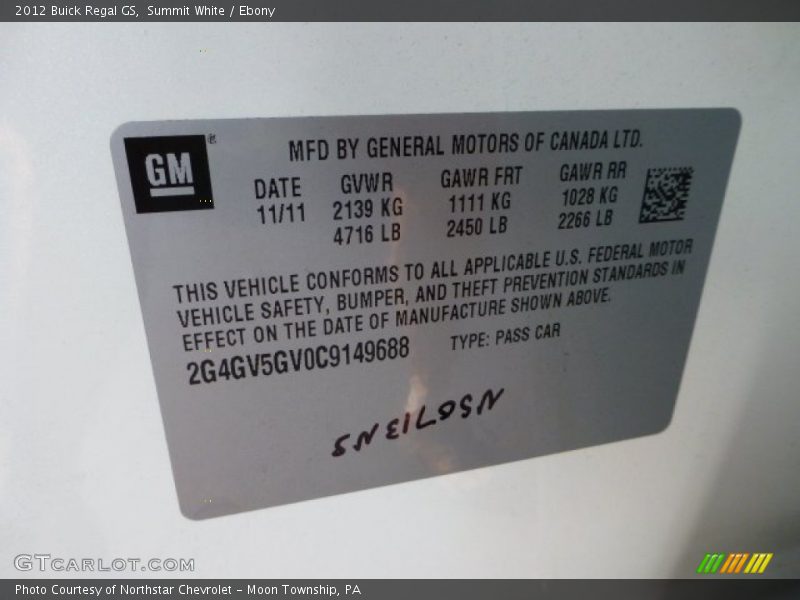 2012 Buick Regal GS, Summit White / Ebony
GM®
MFD BY GENERAL MOTORS OF CANADA LTD.
DATE GVWR GAWR FRT GAWR RR
11/11 2139 KG 1111 KG 1028 KG
4716 LB 2450 LB 2266 LB
THIS VEHICLE CONFORMS TO ALL APPLICABLE U.S. FEDERAL MOTOR
VEHICLE SAFETY, BUMPER, AND THEFT PREVENTION STANDARDS IN
EFFECT ON THE DATE OF MANUFACTURE SHOWN ABOVE.
2G4GV5GV0C9149688 TYPE: PASS CAR
GTCARLOT.COM
Photo Courtesy of Northstar Chevrolet - Moon Township, PA